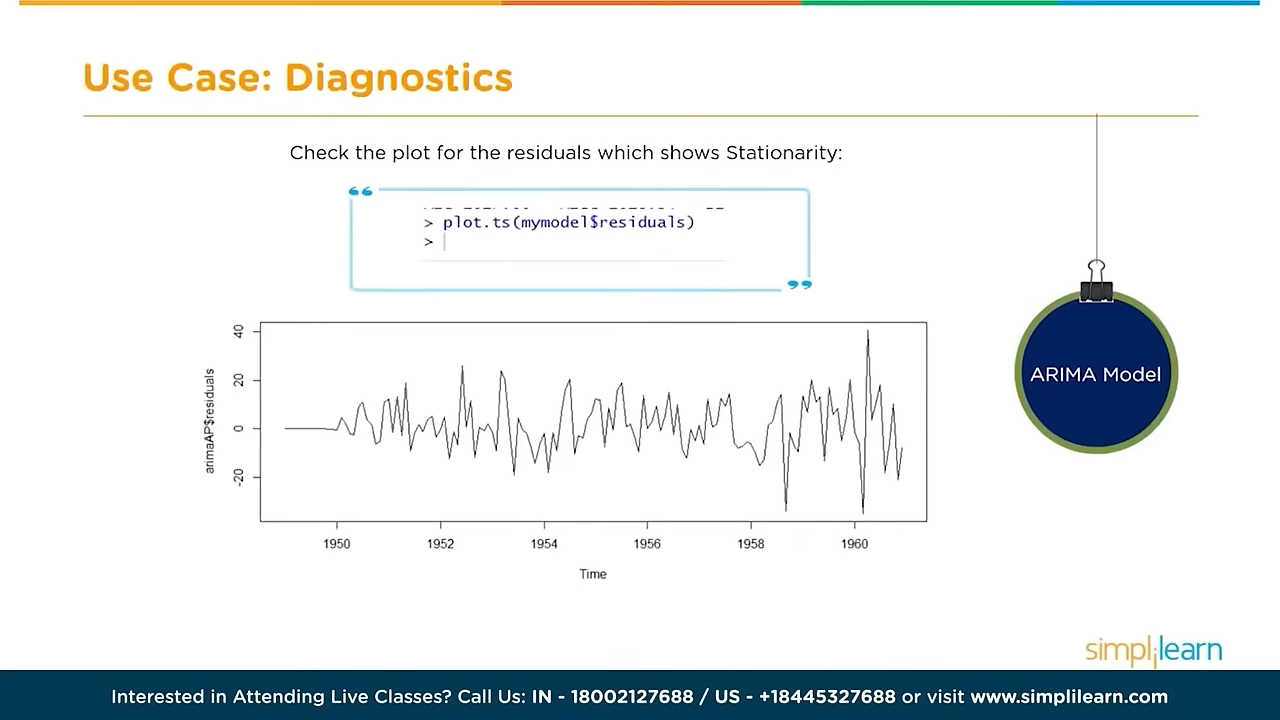 Use Case: Diagnostics
Check the plot for the residuals which shows Stationarity:
> plot.ts(mymodel$residuals)
>
40
20
0
-20
arimaAP$residuals
1950 1952 1954 1956 1958 1960
Time
ARIMA Model
simplilearn
Interested in Attending Live Classes? Call Us: IN - 18002127688 / US - +18445327688 or visit www.simplilearn.com